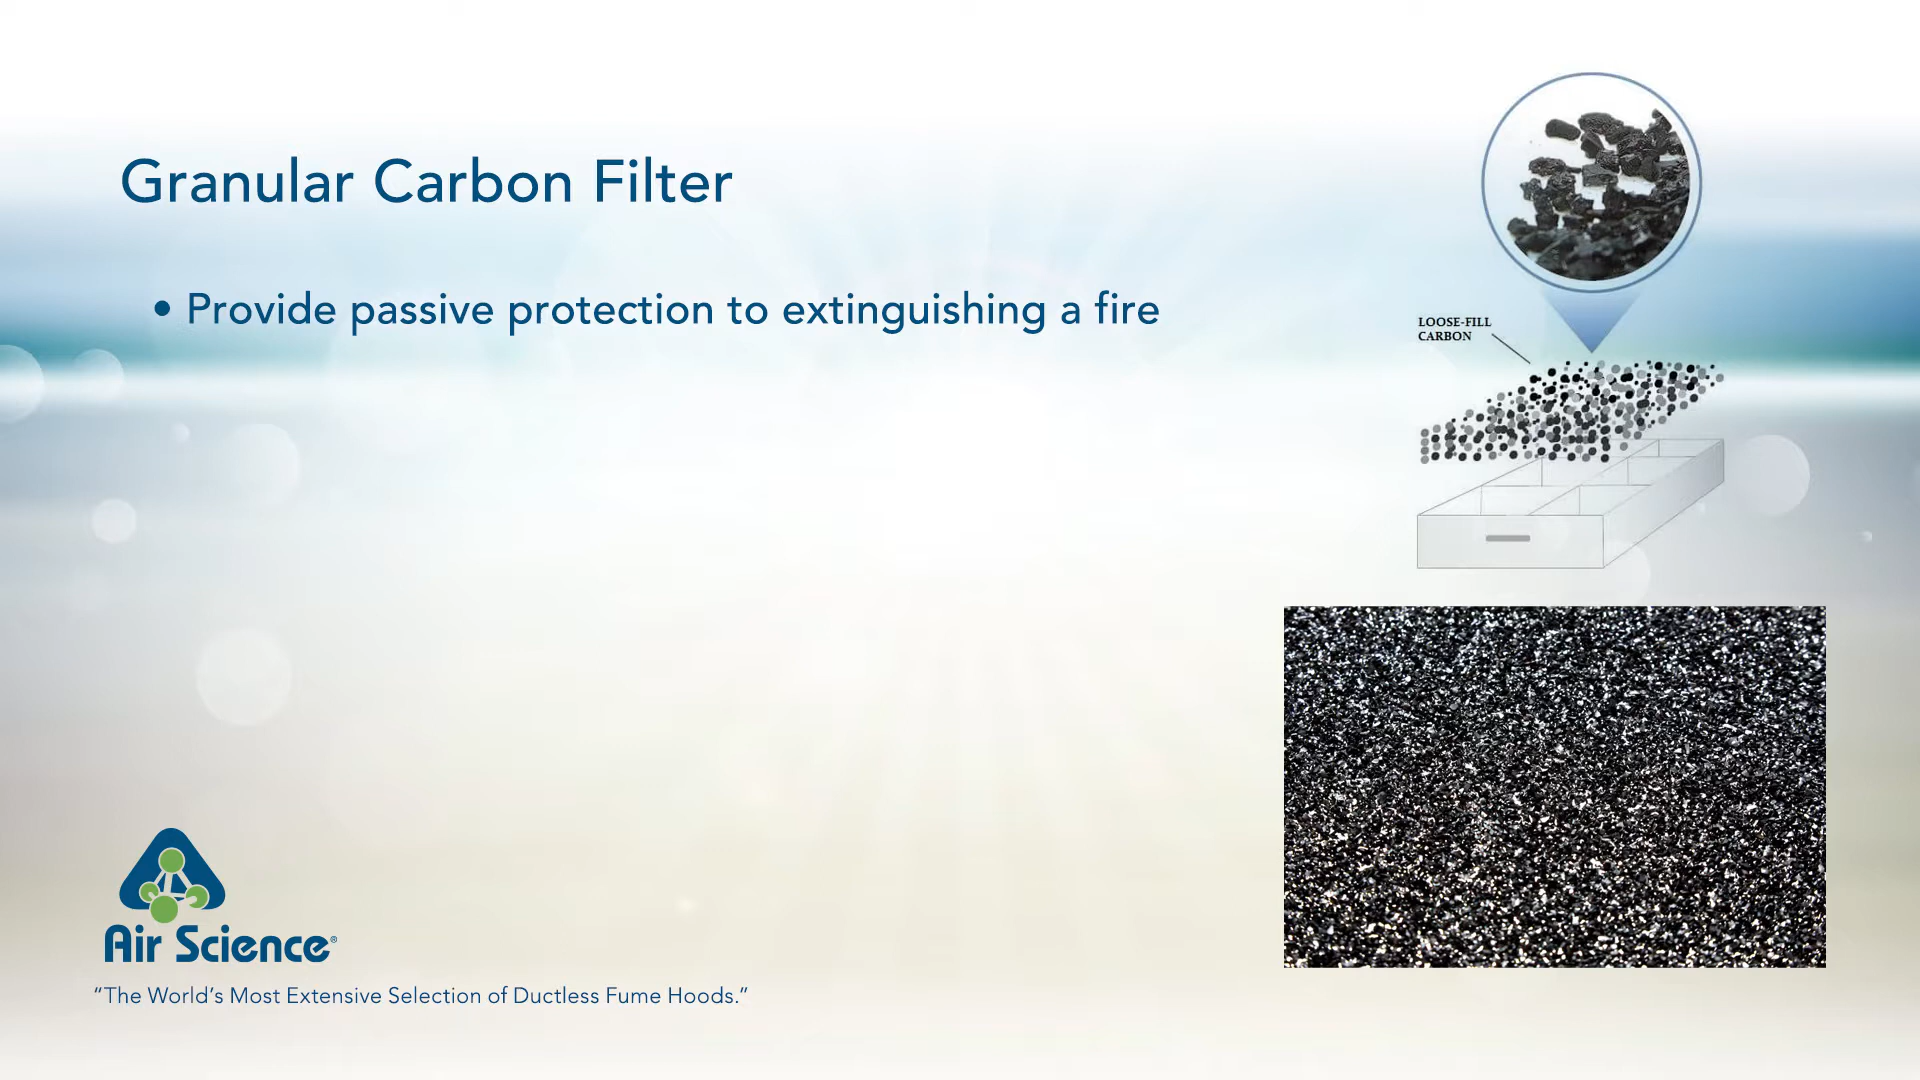 Granular Carbon Filter
• Provide passive protection to extinguishing a fire
LOOSE-FILL
CARBON
Air Science®
“The World’s Most Extensive Selection of Ductless Fume Hoods.”